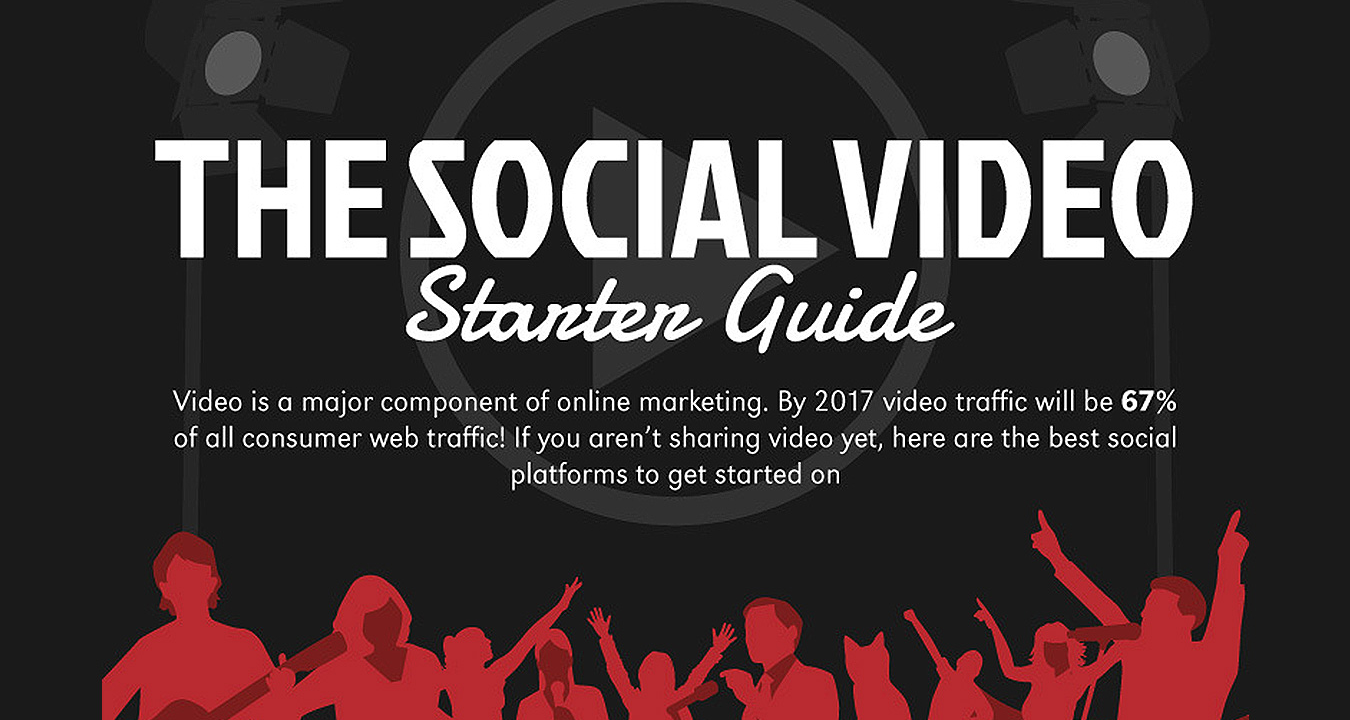 THE SOCIAL VIDEO
Starter Guide
Video is a major component of online marketing. By 2017 video traffic will be 67%
of all consumer web traffic! If you aren't sharing video yet, here are the best social
platforms to get started on